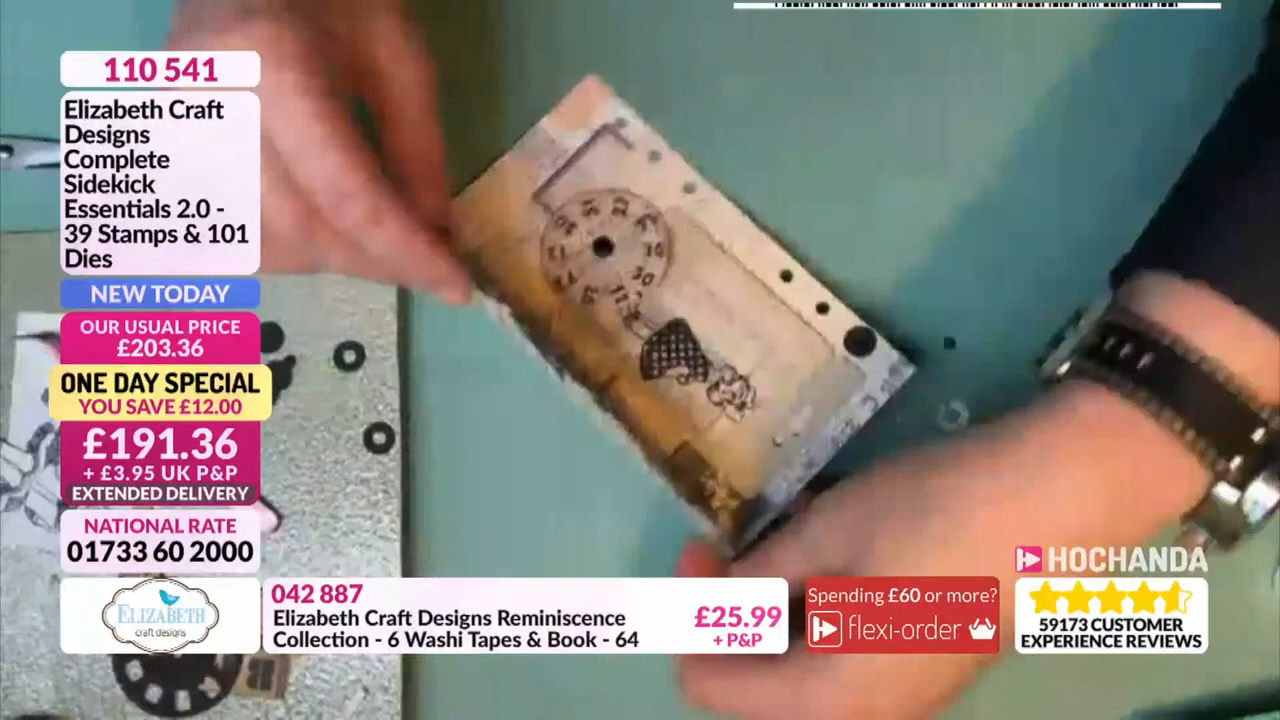 110 541
Elizabeth Craft
Designs
Complete
Sidekick
Essentials 2.0 -
39 Stamps & 101
Dies
NEW TODAY
OUR USUAL PRICE
£203.36
ONE DAY SPECIAL
YOU SAVE £12.00
£191.36
+ £3.95 UK P&P
EXTENDED DELIVERY
NATIONAL RATE
01733 60 2000
ELIZABETH
craft designs
042 887
Elizabeth Craft Designs Reminiscence
Collection - 6 Washi Tapes & Book - 64
£25.99
+ P&P
Spending £60 or more?
flexi-order
HOCHANDA
59173 CUSTOMER
EXPERIENCE REVIEWS